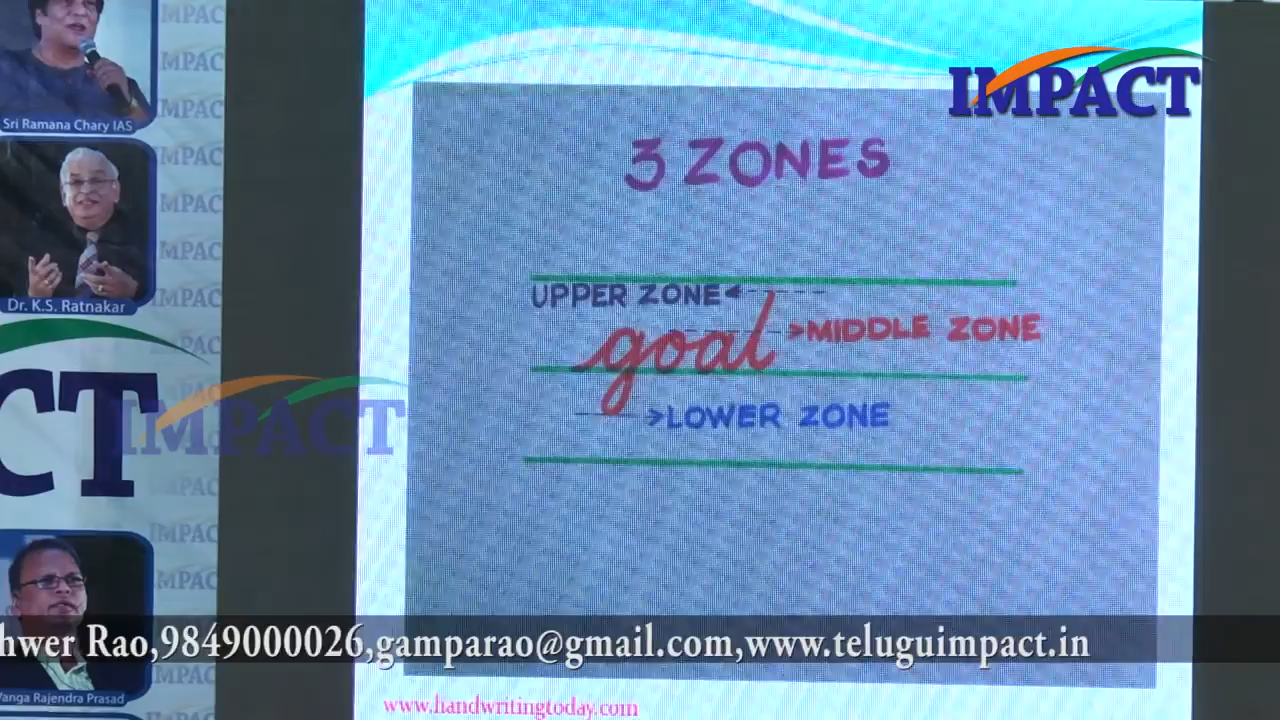 Sri Ramana Chary IAS
Dr. K.S. Ratnakar
CT
Vanga Rajendra Prasad
IMPACT
IMPACT
3 ZONES
UPPER ZONE
goal
MIDDLE ZONE
LOWER ZONE
hwer Rao,9849000026,gamparao@gmail.com,www.teluguimpact.in
www.handwritingtoday.com